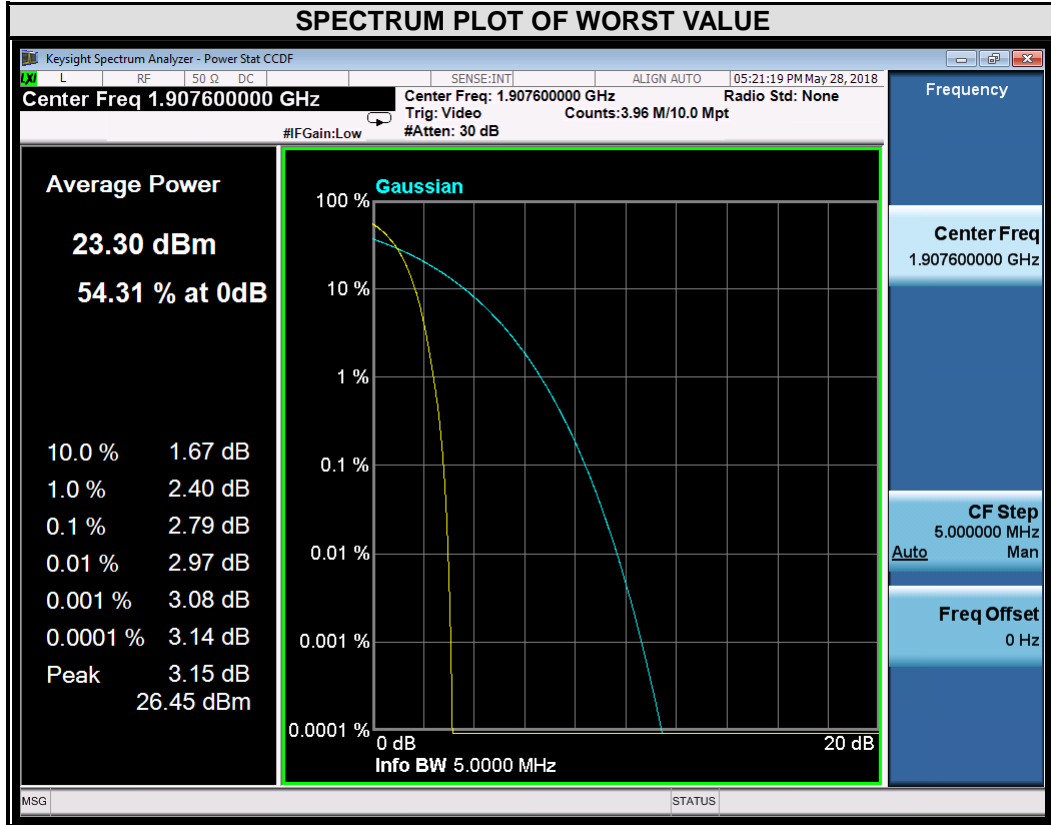 SPECTRUM PLOT OF WORST VALUE
Keysight Spectrum Analyzer - Power Stat CCDF
LXI L RF 50 Ω DC SENSE:INT ALIGN AUTO 05:21:19 PM May 28, 2018
Center Freq 1.907600000 GHz
Center Freq: 1.907600000 GHz Radio Std: None
Trig: Video Counts:3.96 M/10.0 Mpt
#IFGain:Low #Atten: 30 dB
Frequency
Average Power
23.30 dBm
54.31 % at 0dB
10.0 % 1.67 dB
1.0 % 2.40 dB
0.1 % 2.79 dB
0.01 % 2.97 dB
0.001 % 3.08 dB
0.0001 % 3.14 dB
Peak 3.15 dB
26.45 dBm
Gaussian
100 %
10 %
1 %
0.1 %
0.01 %
0.001 %
0.0001 %
0 dB 20 dB
Info BW 5.0000 MHz
Center Freq
1.907600000 GHz
CF Step
5.000000 MHz
Auto Man
Freq Offset
0 Hz
MSG STATUS